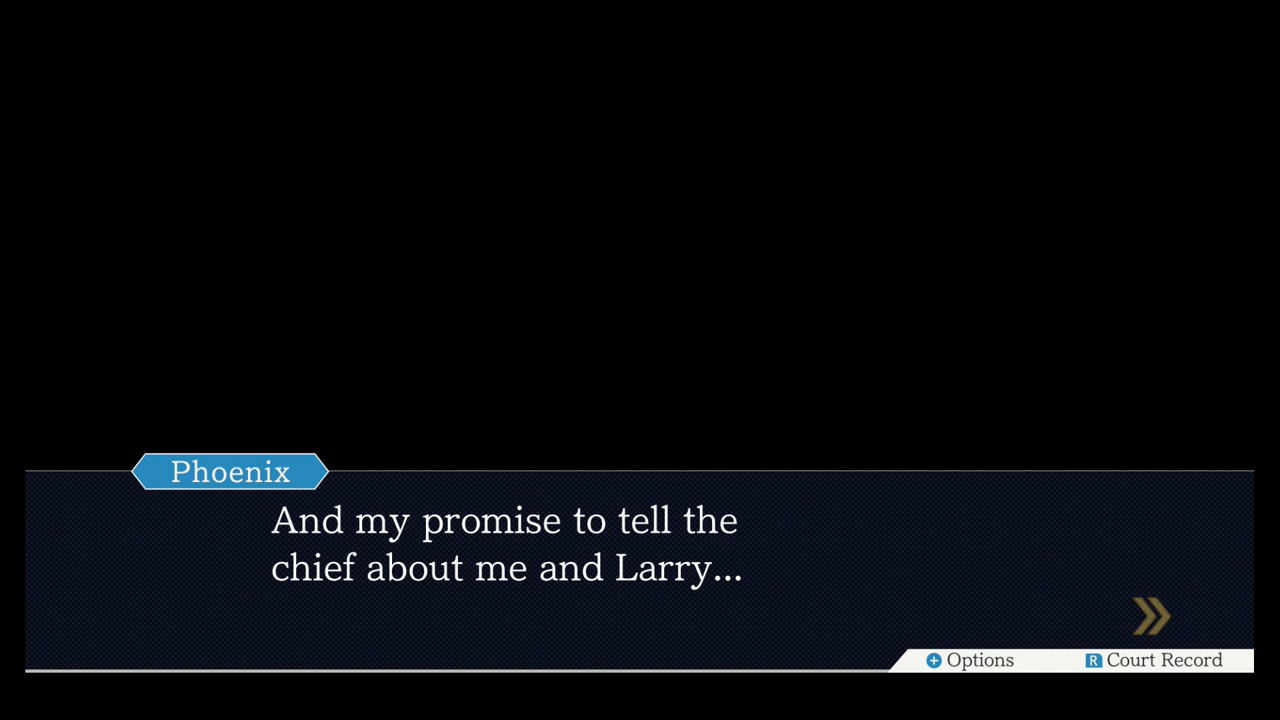 Phoenix
And my promise to tell the
chief about me and Larry...
Options
R Court Record